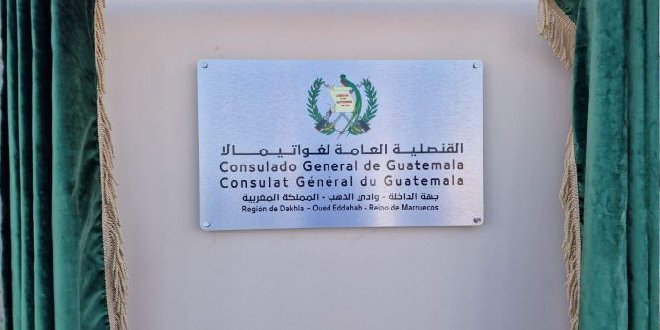 القنصلية العامة لغواتيمالا
Consulado General de Guatemala
Consulat Général du Guatemala
جهة الداخلة - وادي الذهب - المملكة المغربية
Región de Dakhla - Oued Eddahab - Reino de Marruecos